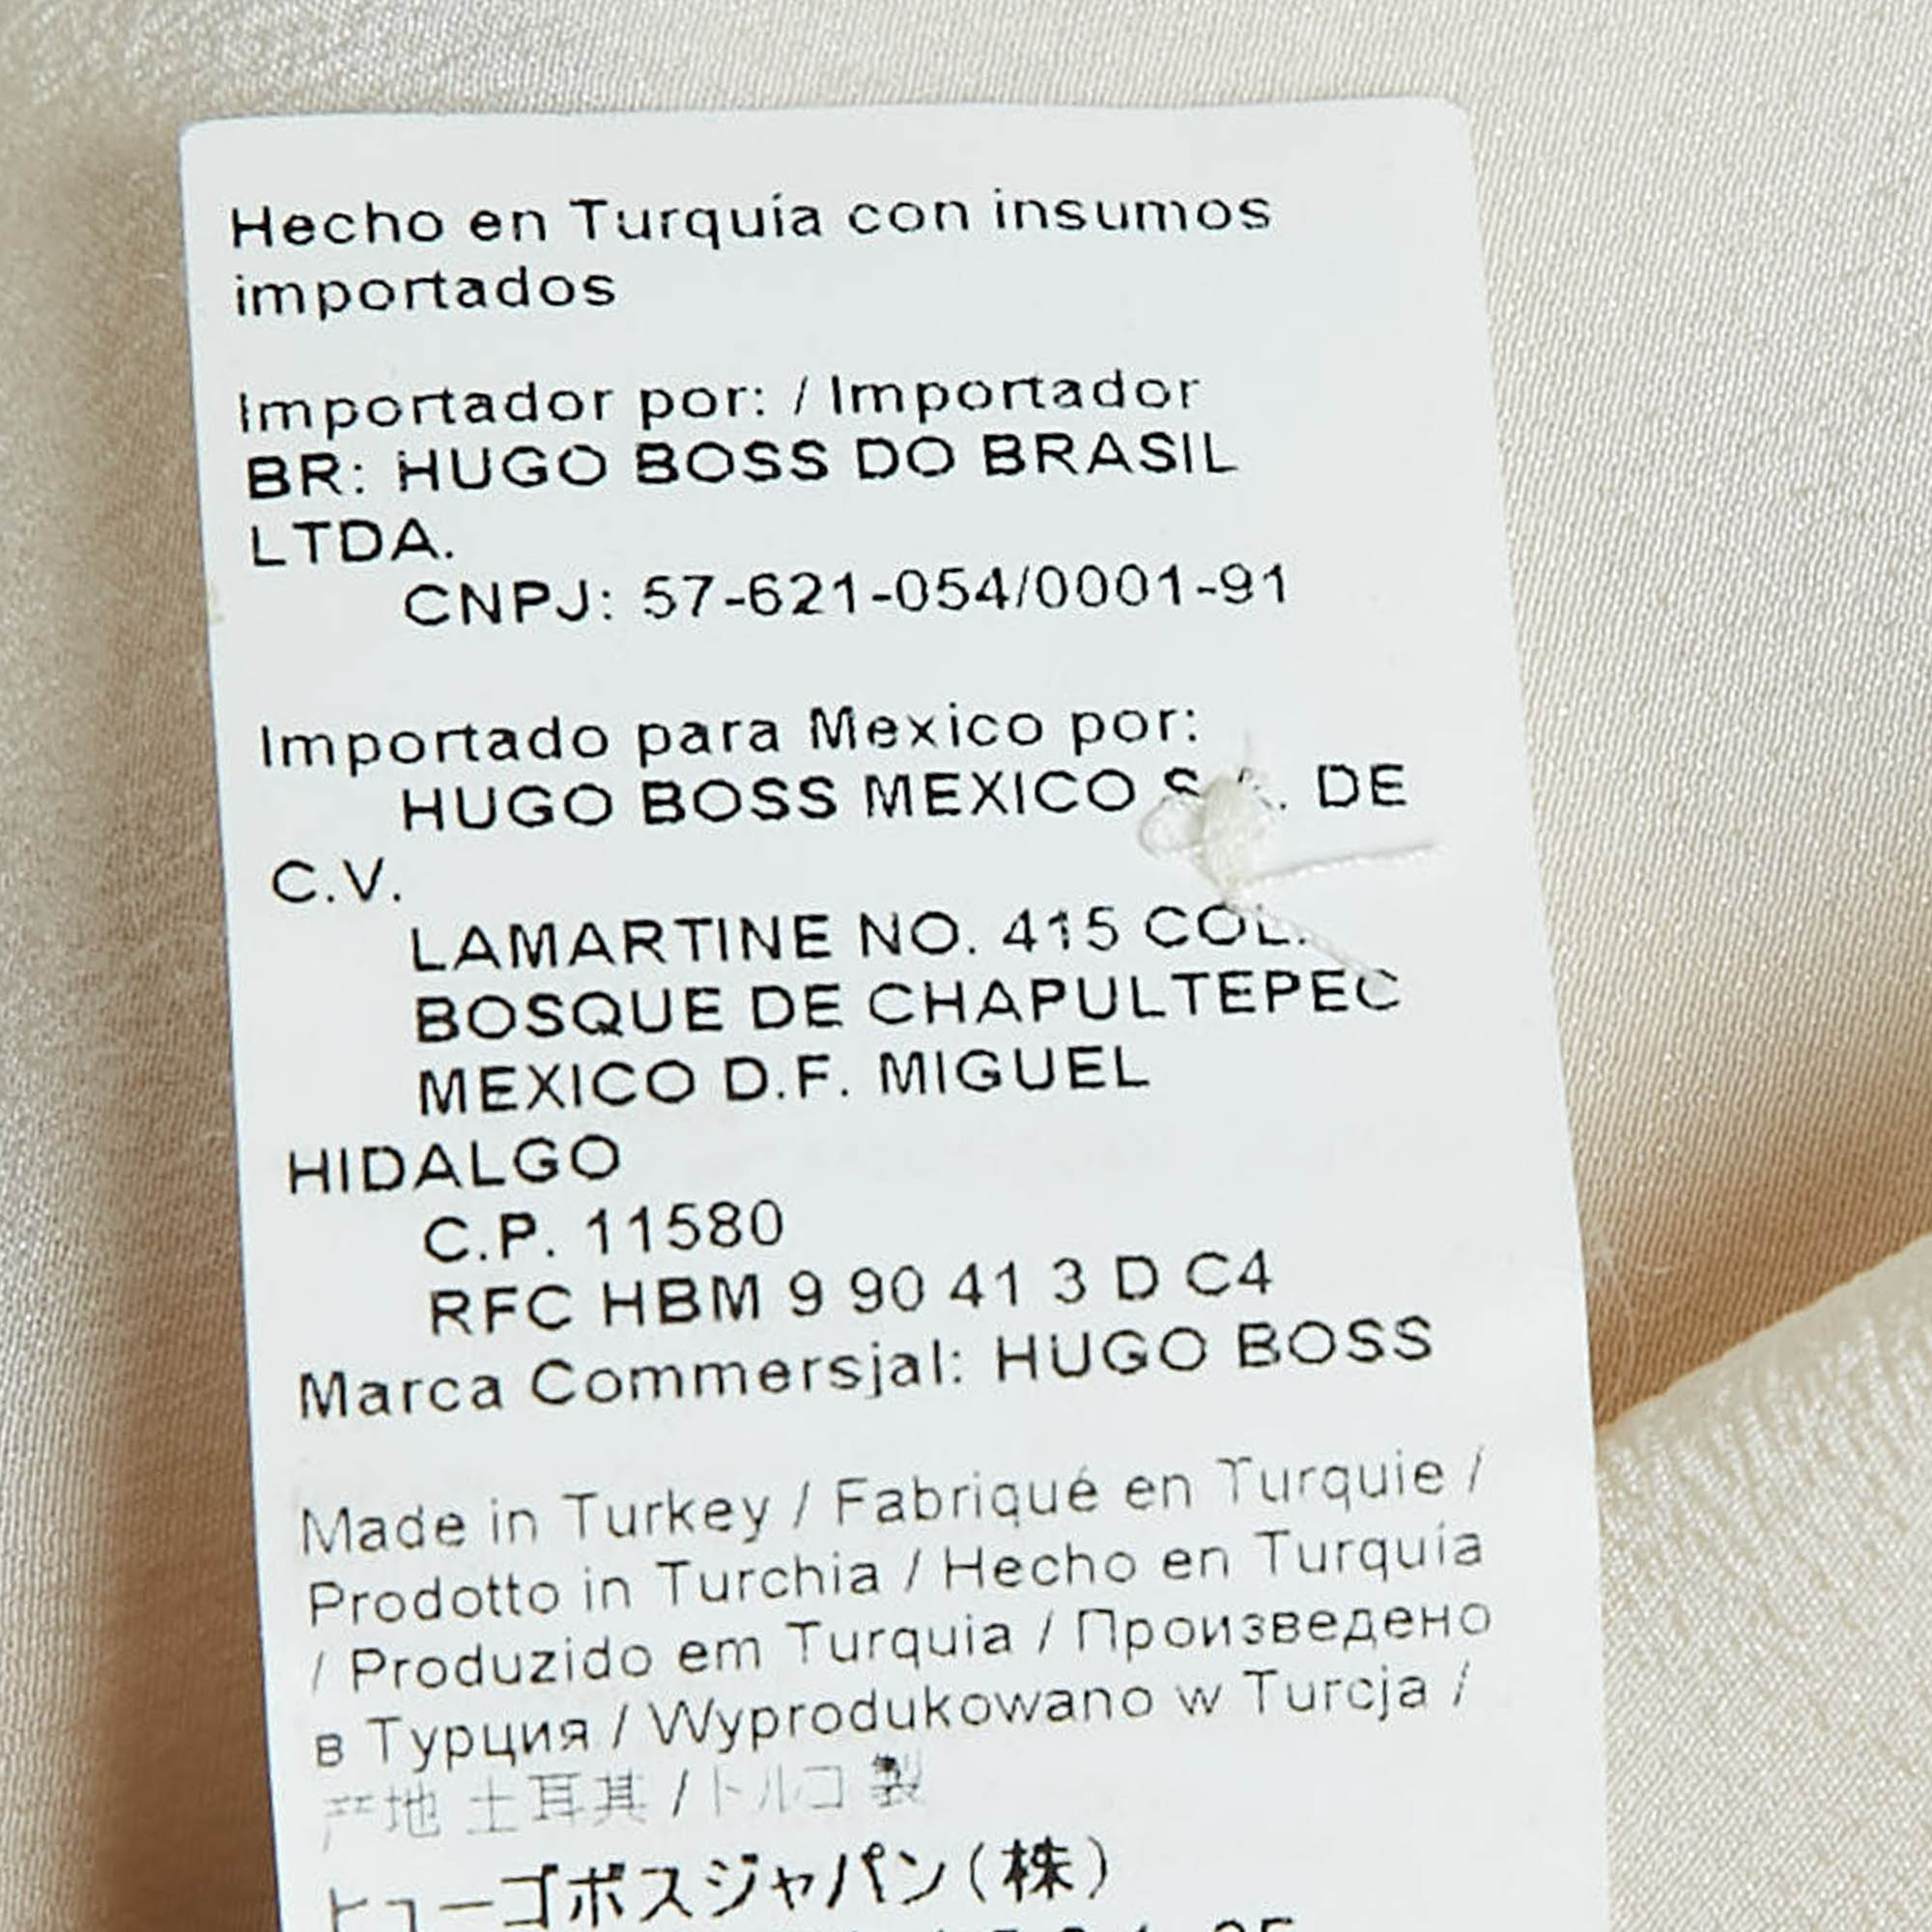 Hecho en Turquía con insumos
importados
Importador por: / Importador
BR: HUGO BOSS DO BRASIL
LTDA.
CNPJ: 57-621-054/0001-91
Importado para Mexico por:
HUGO BOSS MEXICO DE
C.V.
LAMARTINE NO. 415 COL.
BOSQUE DE CHAPULTEPEC
MEXICO D.F. MIGUEL
HIDALGO
C.P. 11580
RFC HBM 9 90 41 3 D C4
Marca Commersjal: HUGO BOSS
Made in Turkey / Fabriqué en Turquie /
Prodotto in Turchia / Hecho en Turquía
/ Produzido em Turquia / Произведено
в Турция / Wyprodukowano w Turcja /
产地 土耳其 / トルコ 製
ヒューゴボスジャパン(株)